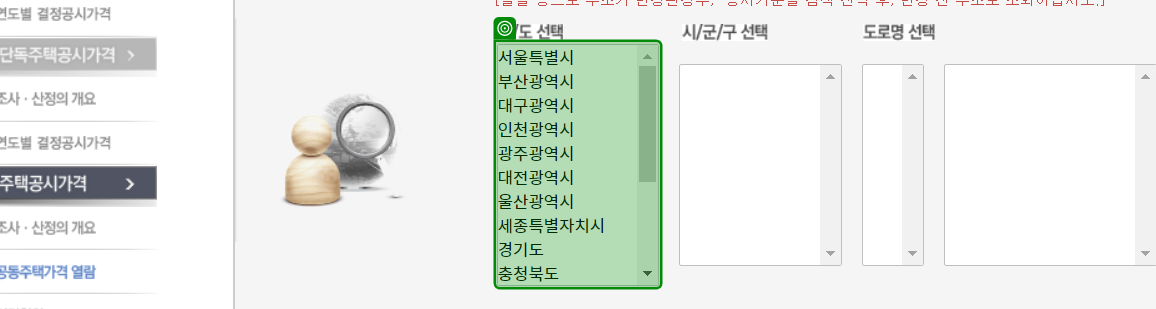 연도별 결정공시가격
단독주택공시가격
조사 · 산정의 개요
연도별 결정공시가격
주택공시가격
조사 · 산정의 개요
공동주택가격 열람
/도 선택
서울특별시
부산광역시
대구광역시
인천광역시
광주광역시
대전광역시
울산광역시
세종특별자치시
경기도
충청북도
시/군/구 선택
도로명 선택